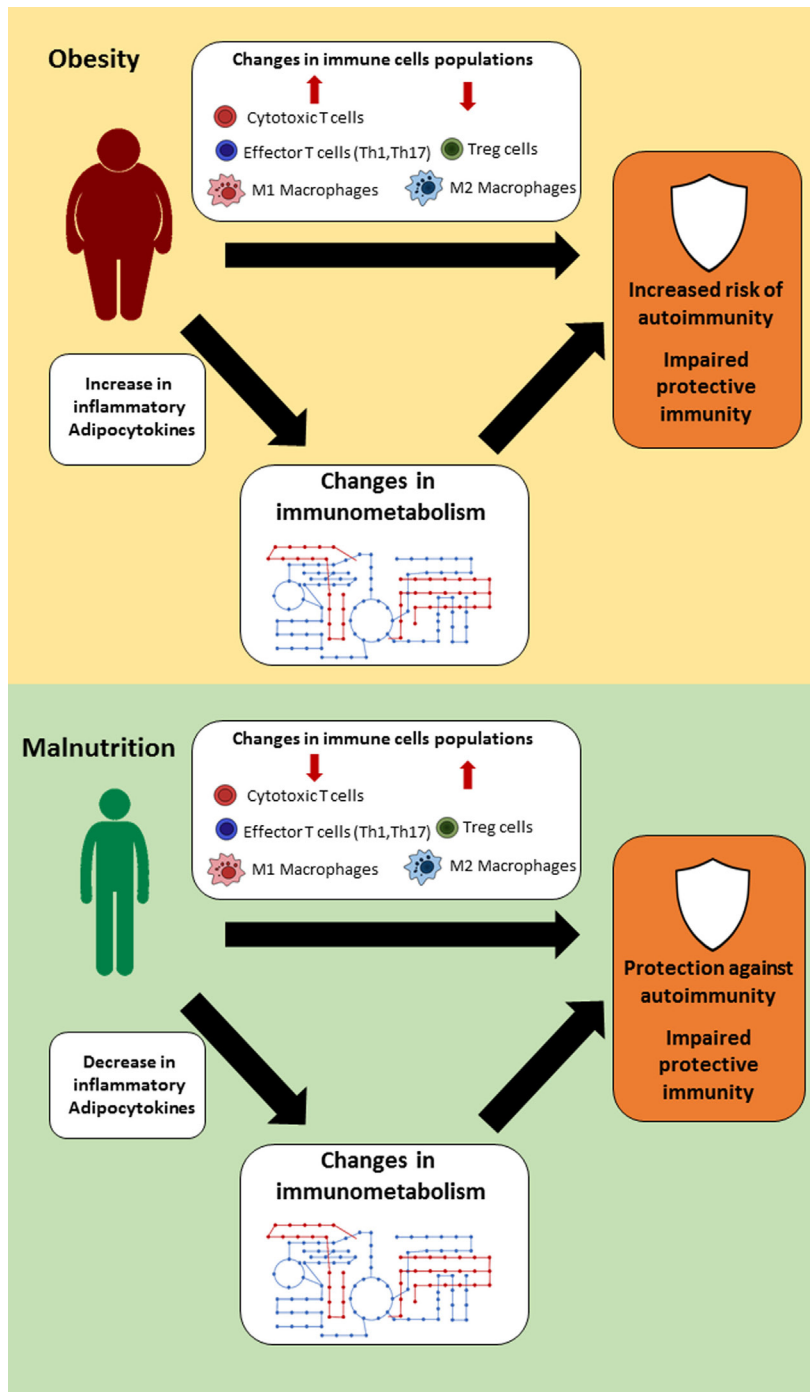 Obesity
Changes in immune cells populations
Cytotoxic T cells
Effector T cells (Th1,Th17)
Treg cells
M1 Macrophages
M2 Macrophages
Increased risk of
autoimmunity
Impaired
protective
immunity
Increase in
inflammatory
Adipocytokines
Changes in
immunometabolism
Malnutrition
Changes in immune cells populations
Cytotoxic T cells
Effector T cells (Th1,Th17)
Treg cells
M1 Macrophages
M2 Macrophages
Protection against
autoimmunity
Impaired
protective
immunity
Decrease in
inflammatory
Adipocytokines
Changes in
immunometabolism